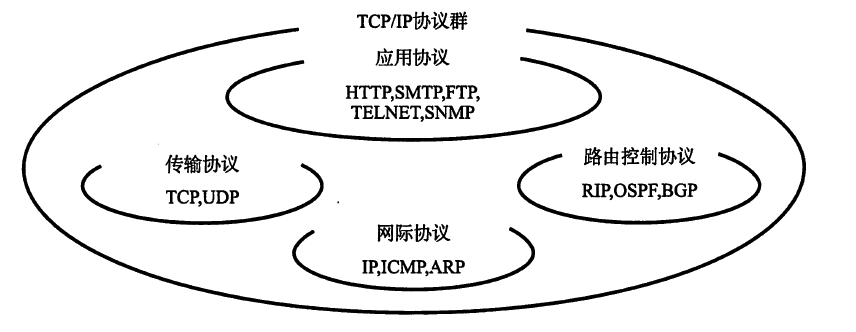 TCP/IP协议群
应用协议
HTTP,SMTP,FTP,
TELNET,SNMP
传输协议
TCP,UDP
路由控制协议
RIP,OSPF,BGP
网际协议
IP,ICMP,ARP